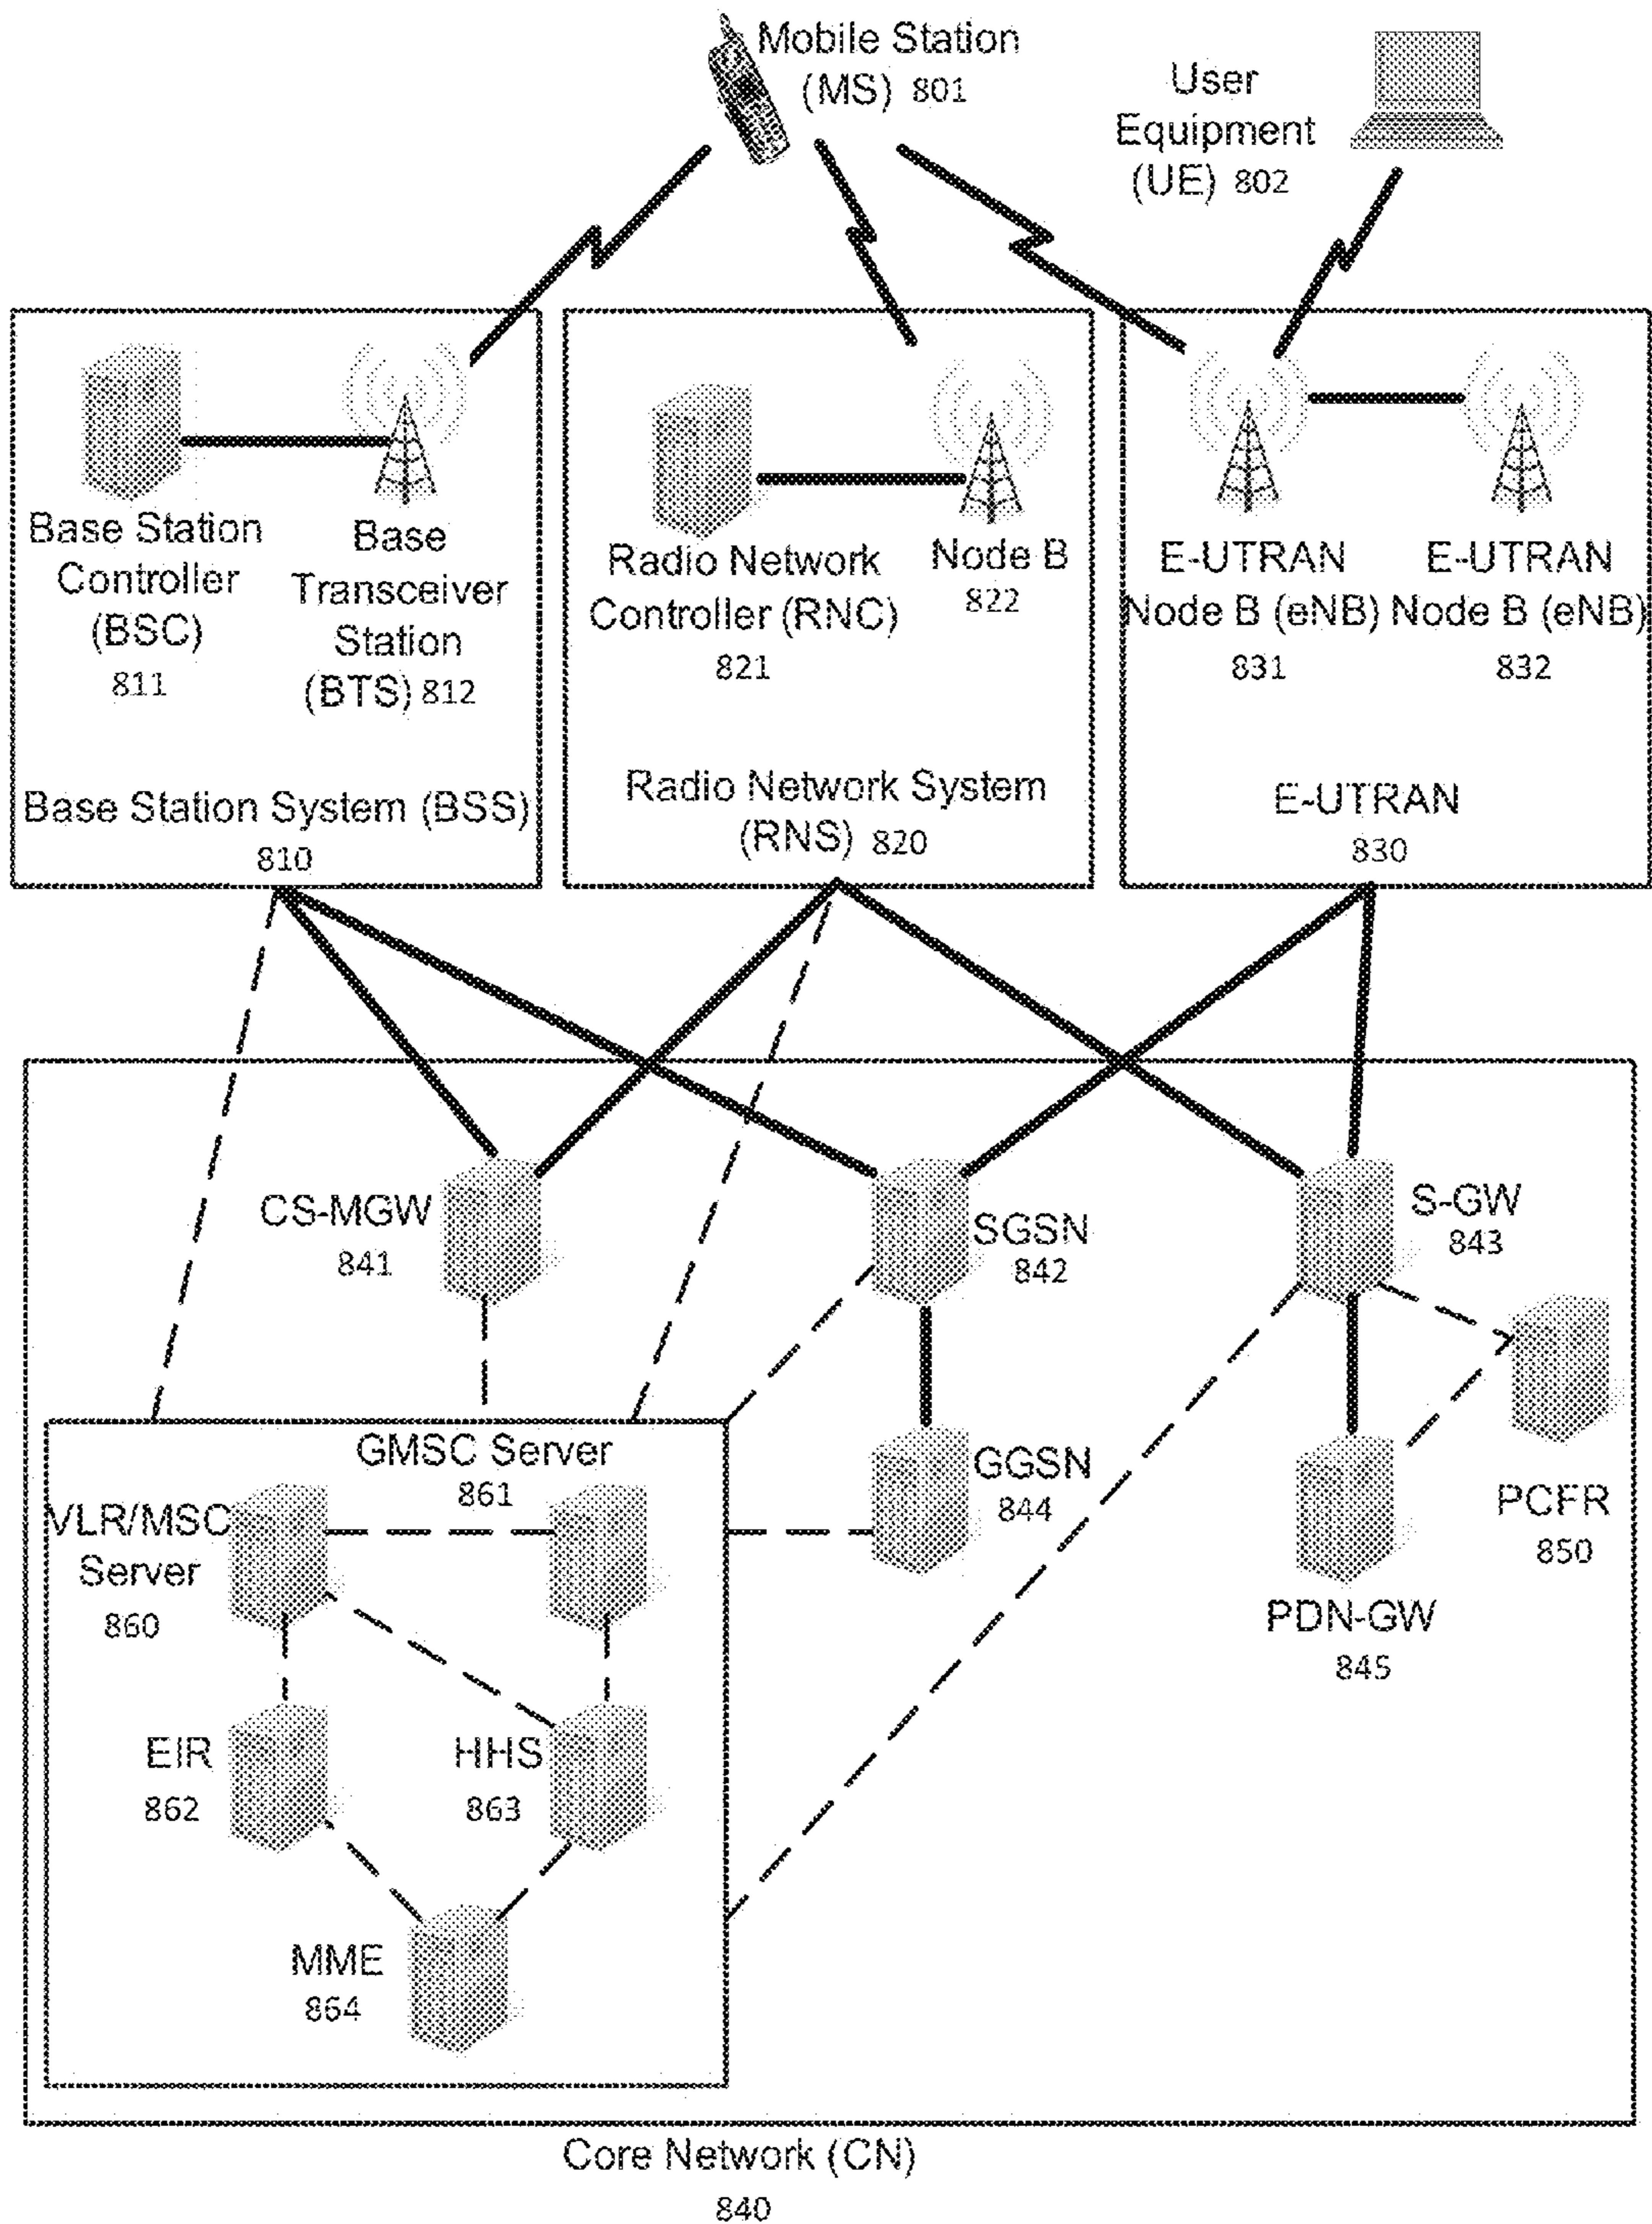 Mobile Station
(MS) 801
User
Equipment
(UE) 802
Base Station
Controller
(BSC)
811
Base
Transceiver
Station
(BTS) 812
Base Station System (BSS)
810
Radio Network
Controller (RNC)
821
Node B
822
Radio Network System
(RNS) 820
E-UTRAN
Node B (eNB)
831
E-UTRAN
Node B (eNB)
832
E-UTRAN
830
CS-MGW
841
SGSN
842
S-GW
843
GMSC Server
861
VLR/MSC
Server
860
GGSN
844
PCFR
850
PDN-GW
845
EIR
862
HHS
863
MME
864
Core Network (CN)
840